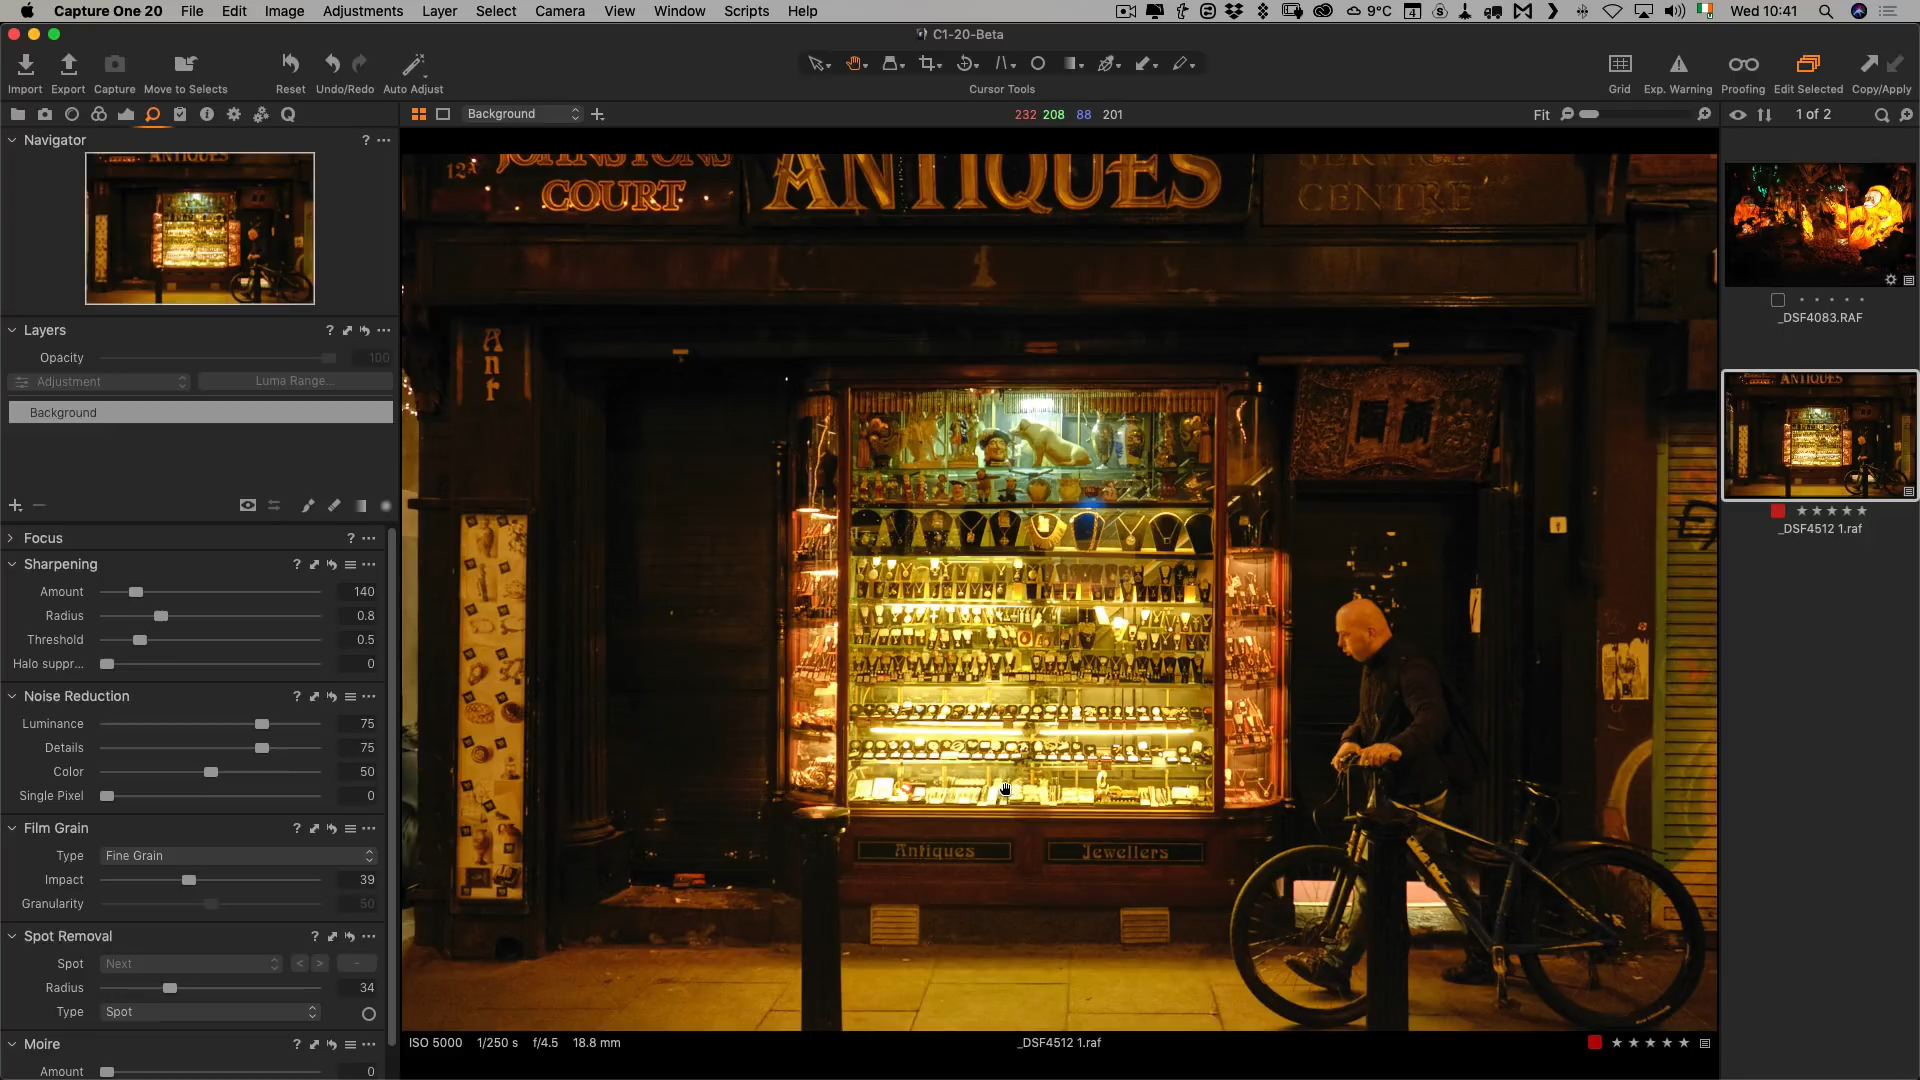 Capture One 20 File Edit Image Adjustments Layer Select Camera View Window Scripts Help 9°C 4 Wed 10:41
C1-20-Beta
Import Export Capture Move to Selects Reset Undo/Redo Auto Adjust Cursor Tools Grid Exp. Warning Proofing Edit Selected Copy/Apply
Background 232 208 88 201 Fit 1 of 2
Navigator
Layers
Opacity 100
Adjustment Luma Range...
Background
Focus
Sharpening
Amount 140
Radius 0.8
Threshold 0.5
Halo suppr... 0
Noise Reduction
Luminance 75
Details 75
Color 50
Single Pixel 0
Film Grain
Type Fine Grain
Impact 39
Granularity 50
Spot Removal
Spot Next
Radius 34
Type Spot
Moire
Amount 0
12A JOHNSTONS COURT
ANTIQUES
SERVICE CENTRE
Ant
Antiques
Jewellers
ISO 5000 1/250 s f/4.5 18.8 mm _DSF4512 1.raf
_DSF4083.RAF
ANTIQUES
_DSF4512 1.raf